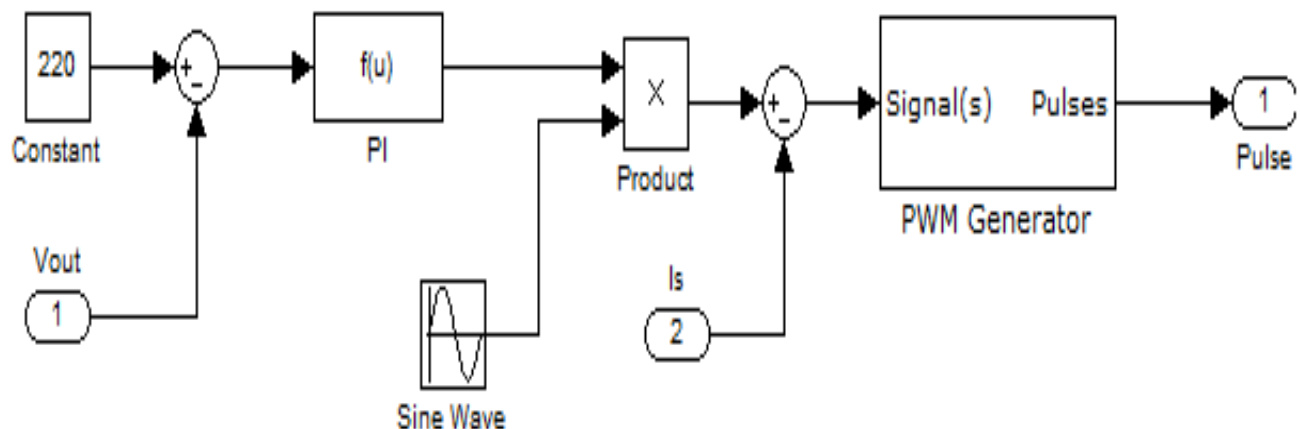 220
Constant
+
−
f(u)
PI
X
Product
+
−
Signal(s) Pulses
PWM Generator
1
Pulse
Vout
1
Sine Wave
Is
2